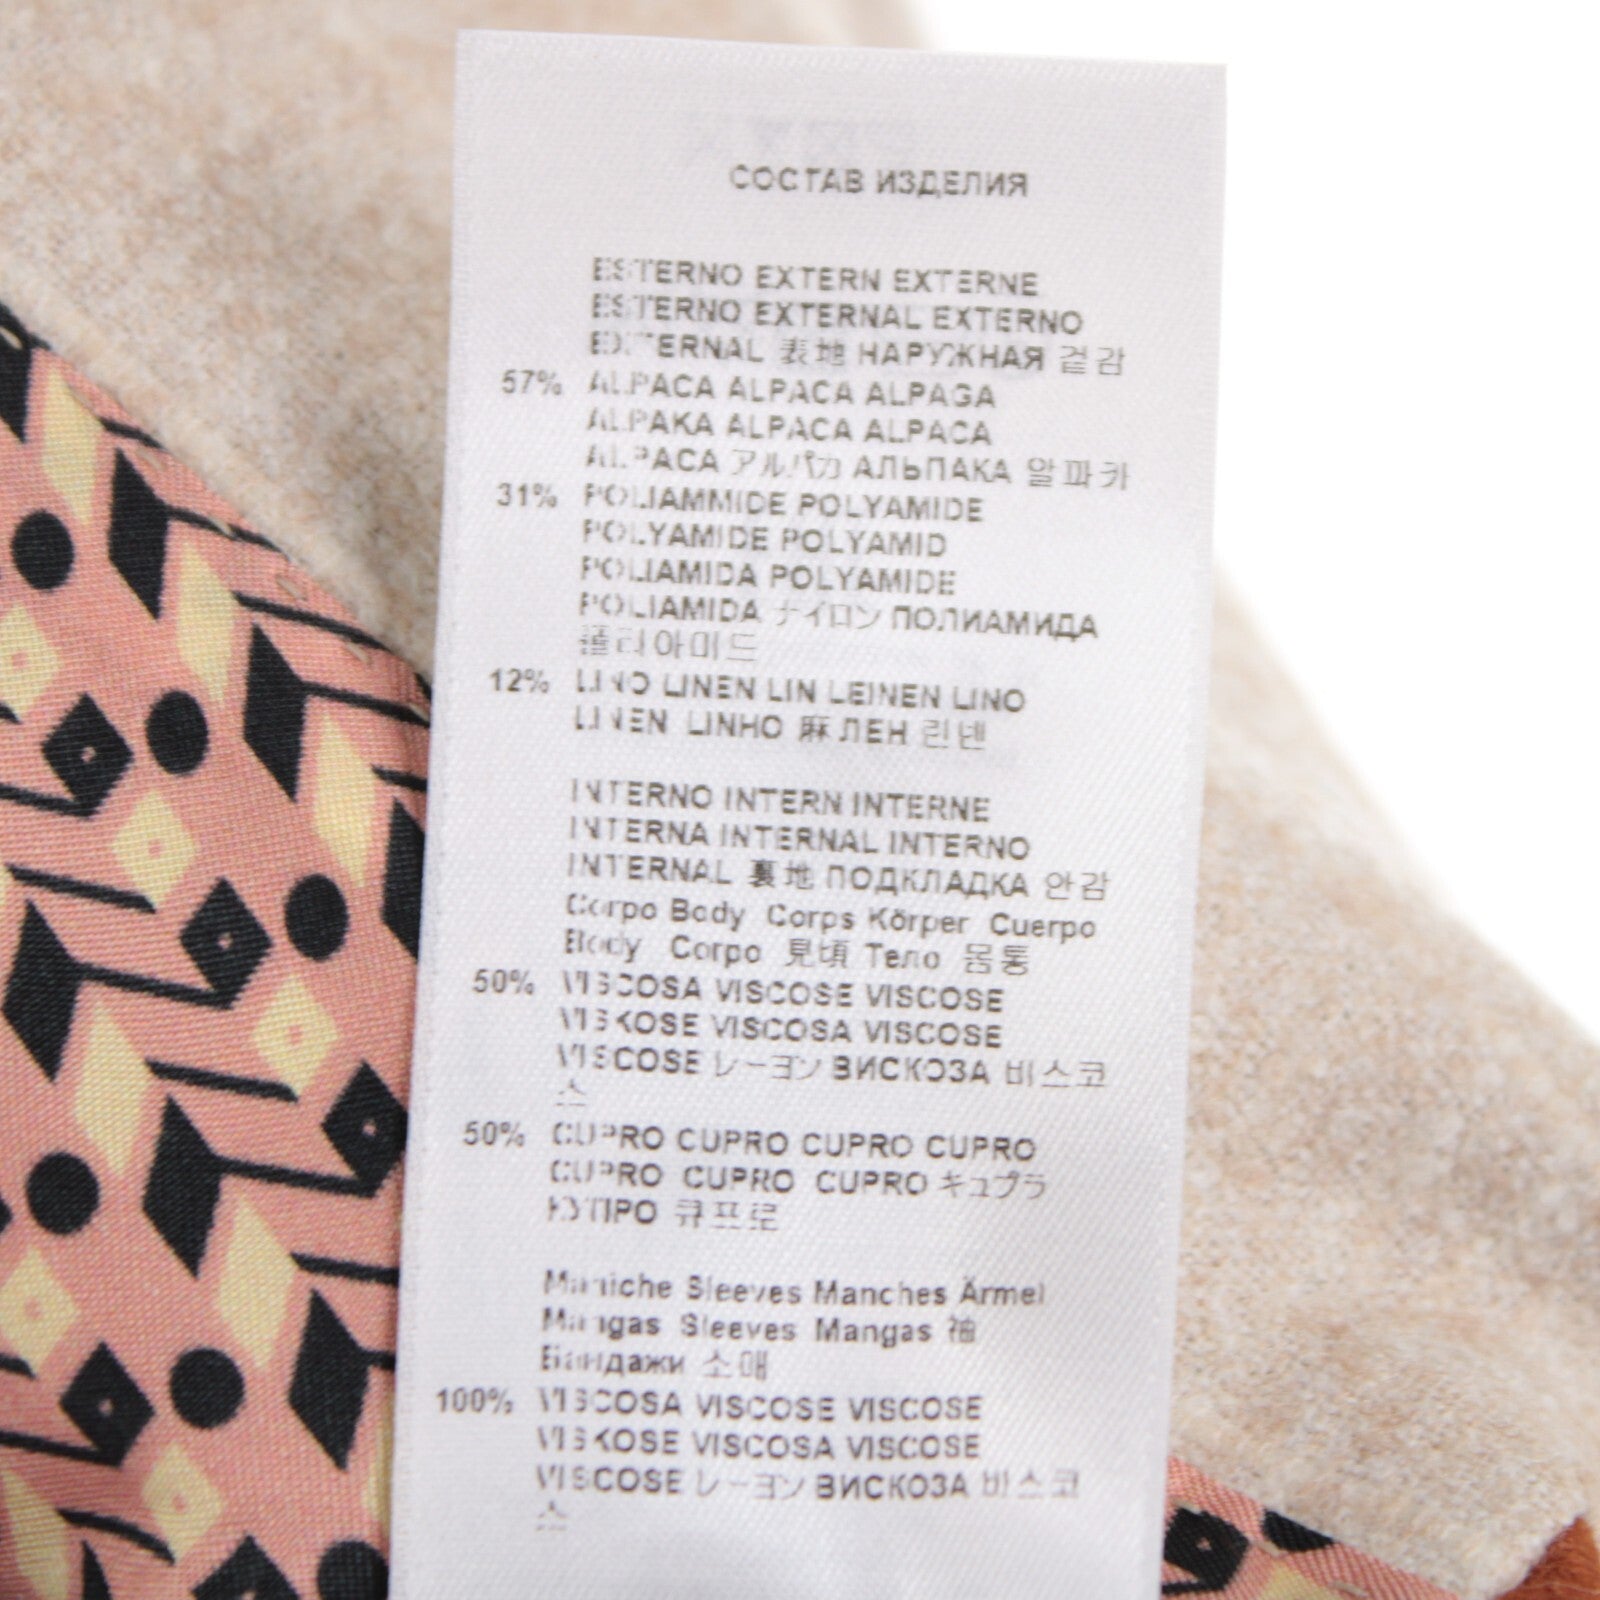 СОСТАВ ИЗДЕЛИЯ
ESTERNO EXTERN EXTERNE
ESTERNO EXTERNAL EXTERNO
EXTERNAL 表地 НАРУЖНАЯ 겉감
57% ALPACA ALPACA ALPAGA
ALPAKA ALPACA ALPACA
ALPACA アルパカ АЛЬПАКА 알파카
31% POLIAMMIDE POLYAMIDE
POLYAMIDE POLYAMID
POLIAMIDA POLYAMIDE
POLIAMIDA ナイロン ПОЛИАМИДА
폴리아미드
12% LINO LINEN LIN LEINEN LINO
LINEN LINHO 麻 ЛЕН 린넨
INTERNO INTERN INTERNE
INTERNA INTERNAL INTERNO
INTERNAL 裏地 ПОДКЛАДКА 안감
Corpo Body Corps Körper Cuerpo
Body Corpo 見頃 Тело 몸통
50% VISCOSA VISCOSE VISCOSE
VISKOSE VISCOSA VISCOSE
VISCOSE レーヨン ВИСКОЗА 비스코
스
50% CUPRO CUPRO CUPRO CUPRO
CUPRO CUPRO CUPRO キュプラ
КУПРО 큐프로
Maniche Sleeves Manches Ärmel
Mangas Sleeves Mangas 袖
Бандажи 소매
100% VISCOSA VISCOSE VISCOSE
VISKOSE VISCOSA VISCOSE
VISCOSE レーヨン ВИСКОЗА 비스코
스